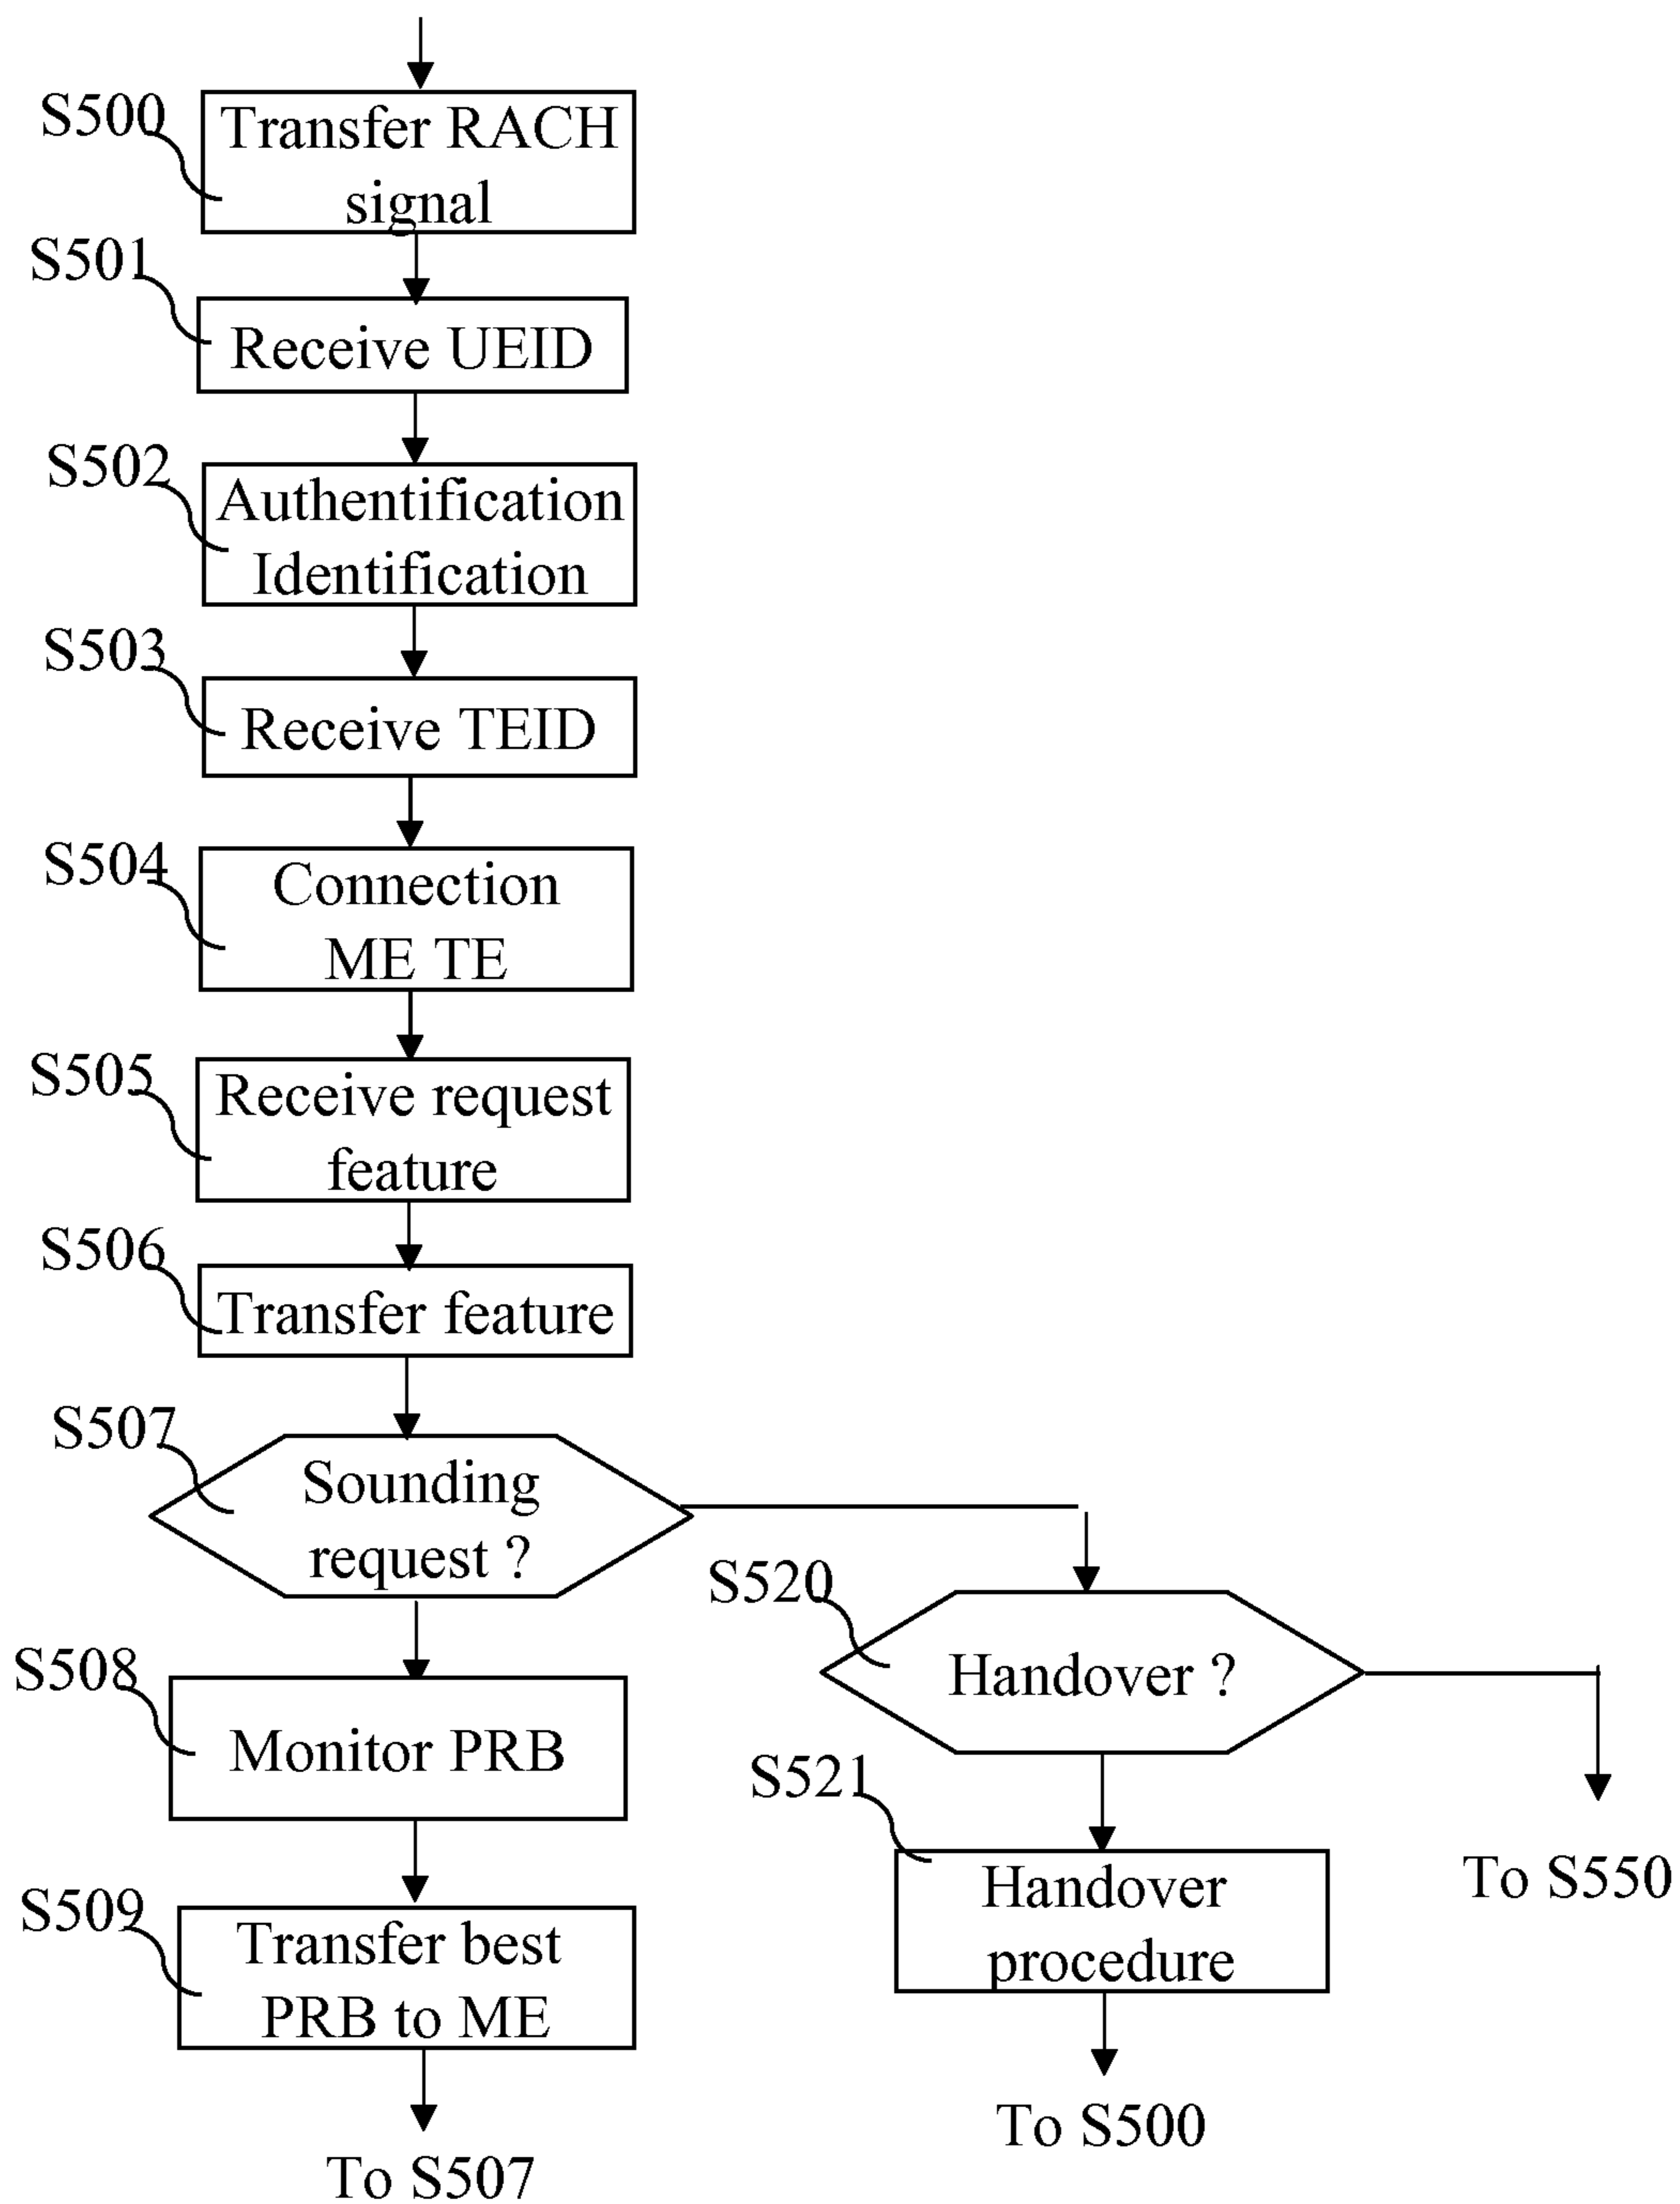 S500
Transfer RACH
signal
S501
Receive UEID
S502
Authentification
Identification
S503
Receive TEID
S504
Connection
ME TE
S505
Receive request
feature
S506
Transfer feature
S507
Sounding
request ?
S520
Handover ?
S508
Monitor PRB
S521
Handover
procedure
To S550
S509
Transfer best
PRB to ME
To S500
To S507